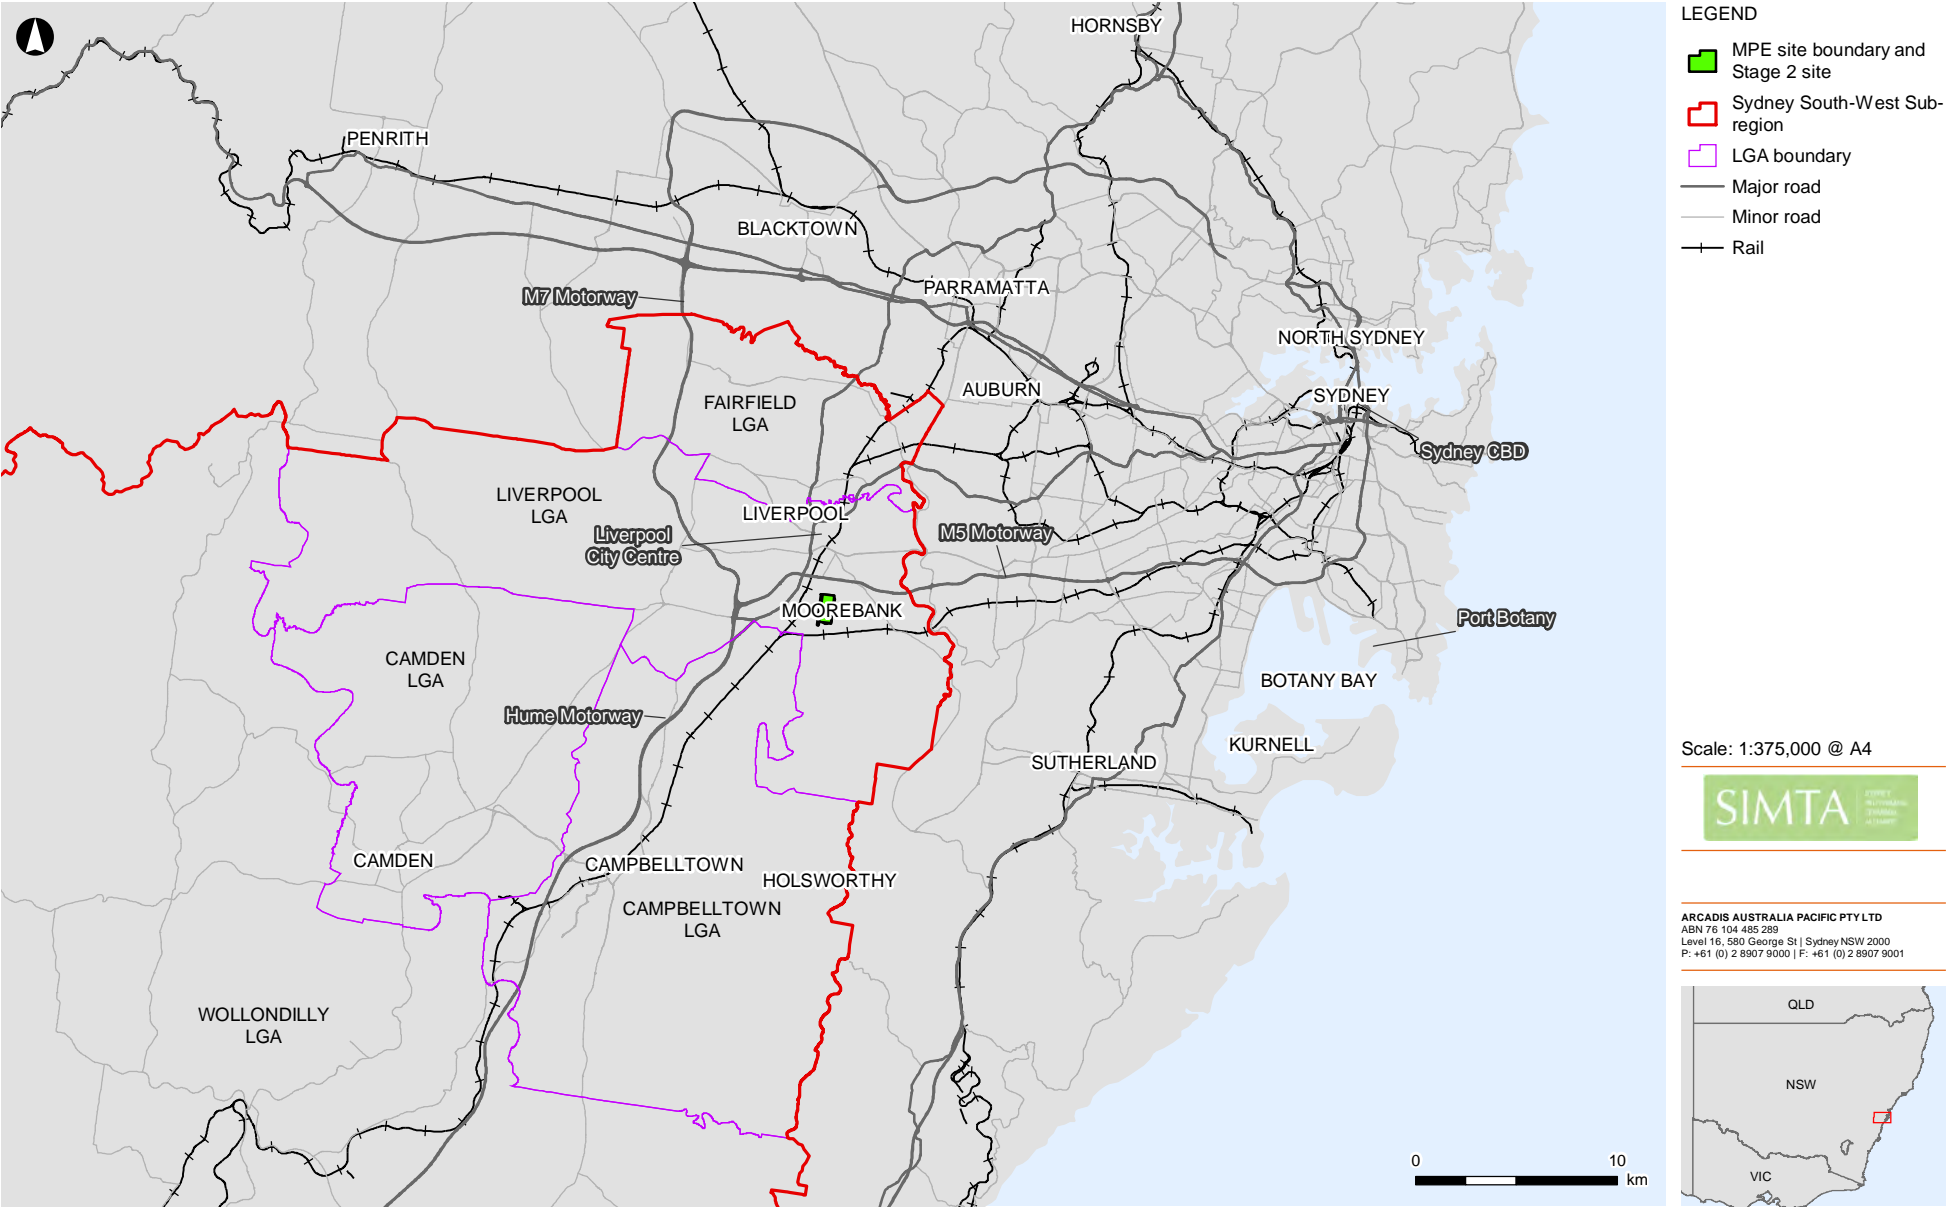 HORNSBY
PENRITH
BLACKTOWN
M7 Motorway
PARRAMATTA
NORTH SYDNEY
AUBURN
SYDNEY
FAIRFIELD
LGA
Sydney CBD
LIVERPOOL
LGA
LIVERPOOL
Liverpool
City Centre
M5 Motorway
MOOREBANK
Port Botany
CAMDEN
LGA
BOTANY BAY
Hume Motorway
KURNELL
SUTHERLAND
CAMDEN
CAMPBELLTOWN
HOLSWORTHY
CAMPBELLTOWN
LGA
WOLLONDILLY
LGA
0 10
km
LEGEND
MPE site boundary and
Stage 2 site
Sydney South-West Sub-
region
LGA boundary
Major road
Minor road
Rail
Scale: 1:375,000 @ A4
SIMTA
ARCADIS AUSTRALIA PACIFIC PTY LTD
ABN 76 104 485 289
Level 16, 580 George St | Sydney NSW 2000
P: +61 (0) 2 8907 9000 | F: +61 (0) 2 8907 9001
QLD
NSW
VIC